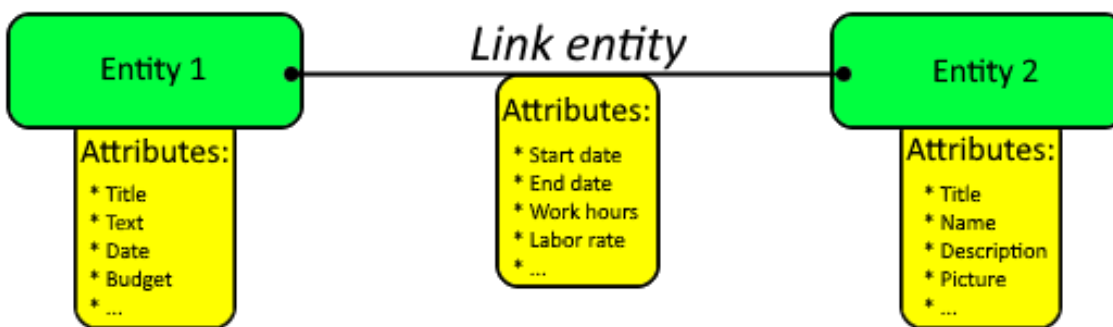 Link entity
Entity 1
Entity 2
Attributes:
* Title
* Text
* Date
* Budget
* ...
Attributes:
* Start date
* End date
* Work hours
* Labor rate
* ...
Attributes:
* Title
* Name
* Description
* Picture
* ...